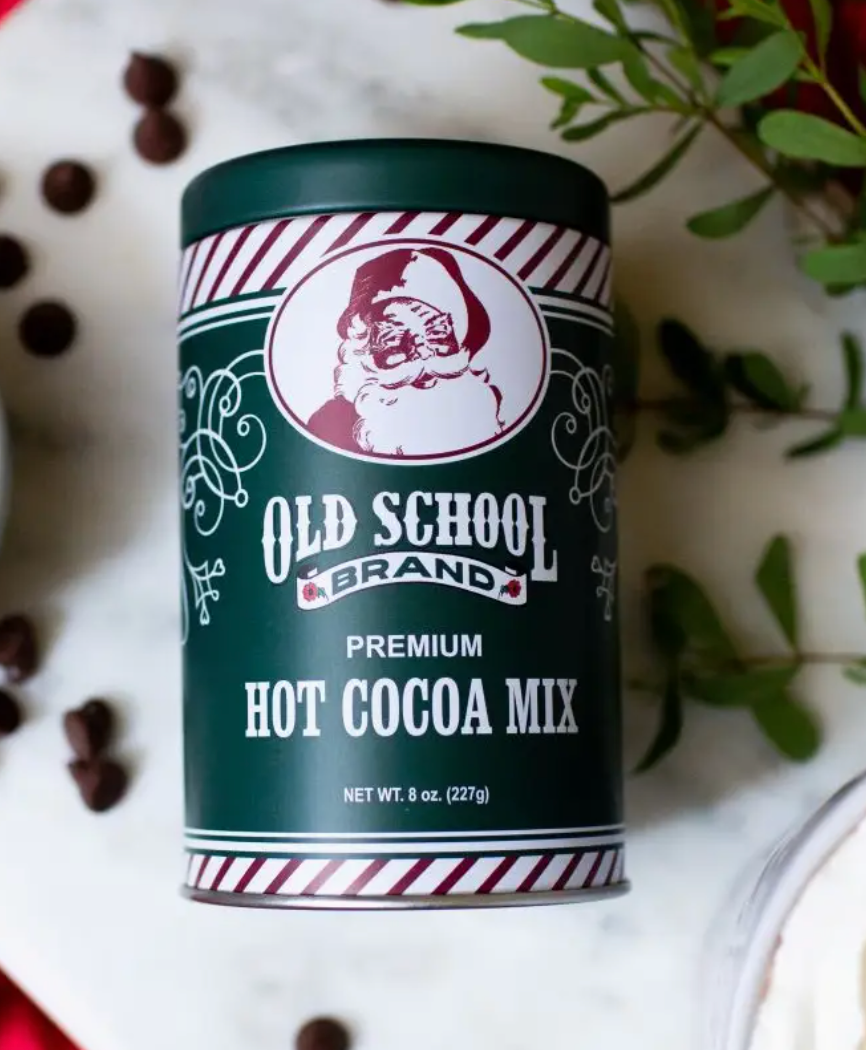 OLD SCHOOL
BRAND
PREMIUM
HOT COCOA MIX
NET WT. 8 oz. (227g)